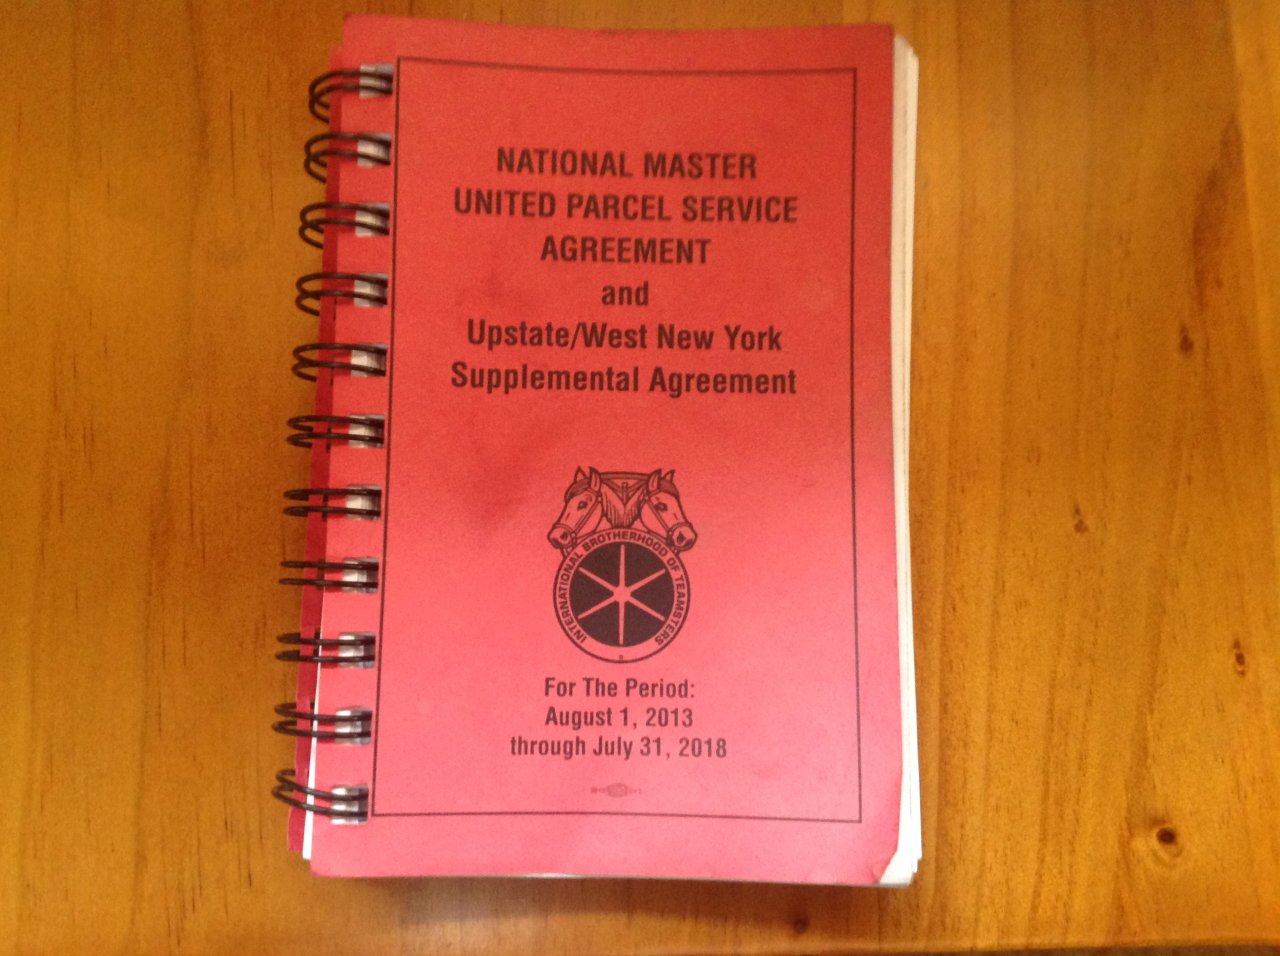 NATIONAL MASTER
UNITED PARCEL SERVICE
AGREEMENT
and
Upstate/West New York
Supplemental Agreement
INTERNATIONAL BROTHERHOOD OF TEAMSTERS
For The Period:
August 1, 2013
through July 31, 2018